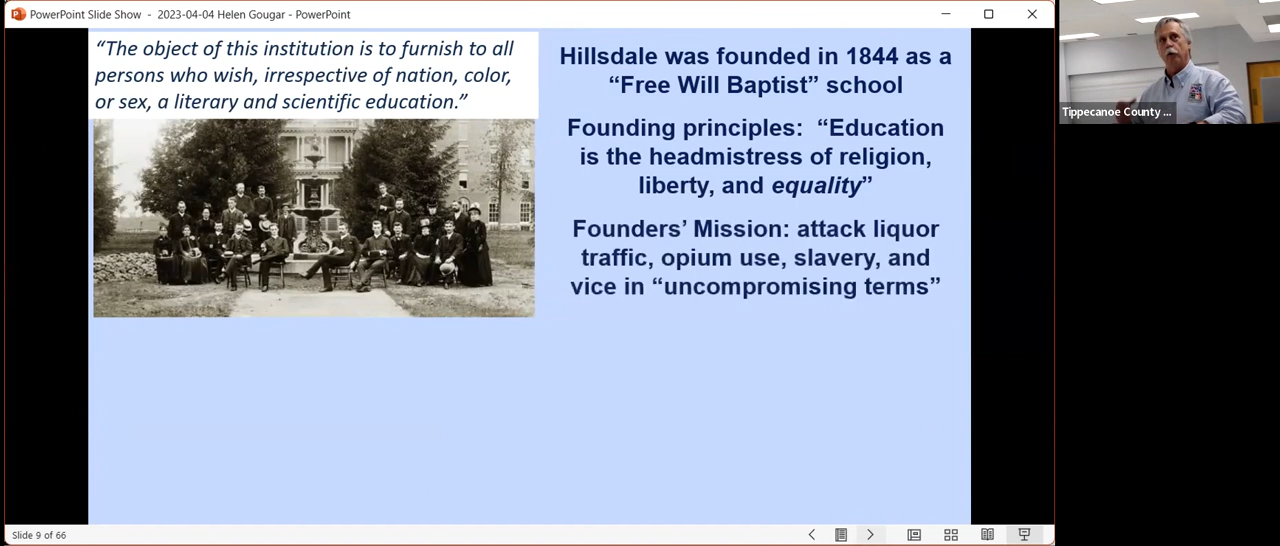 PowerPoint Slide Show - 2023-04-04 Helen Gougar - PowerPoint
“The object of this institution is to furnish to all
persons who wish, irrespective of nation, color,
or sex, a literary and scientific education.”
Hillsdale was founded in 1844 as a
“Free Will Baptist” school
Founding principles: “Education
is the headmistress of religion,
liberty, and equality”
Founders’ Mission: attack liquor
traffic, opium use, slavery, and
vice in “uncompromising terms”
Tippecanoe County ...
Slide 9 of 66